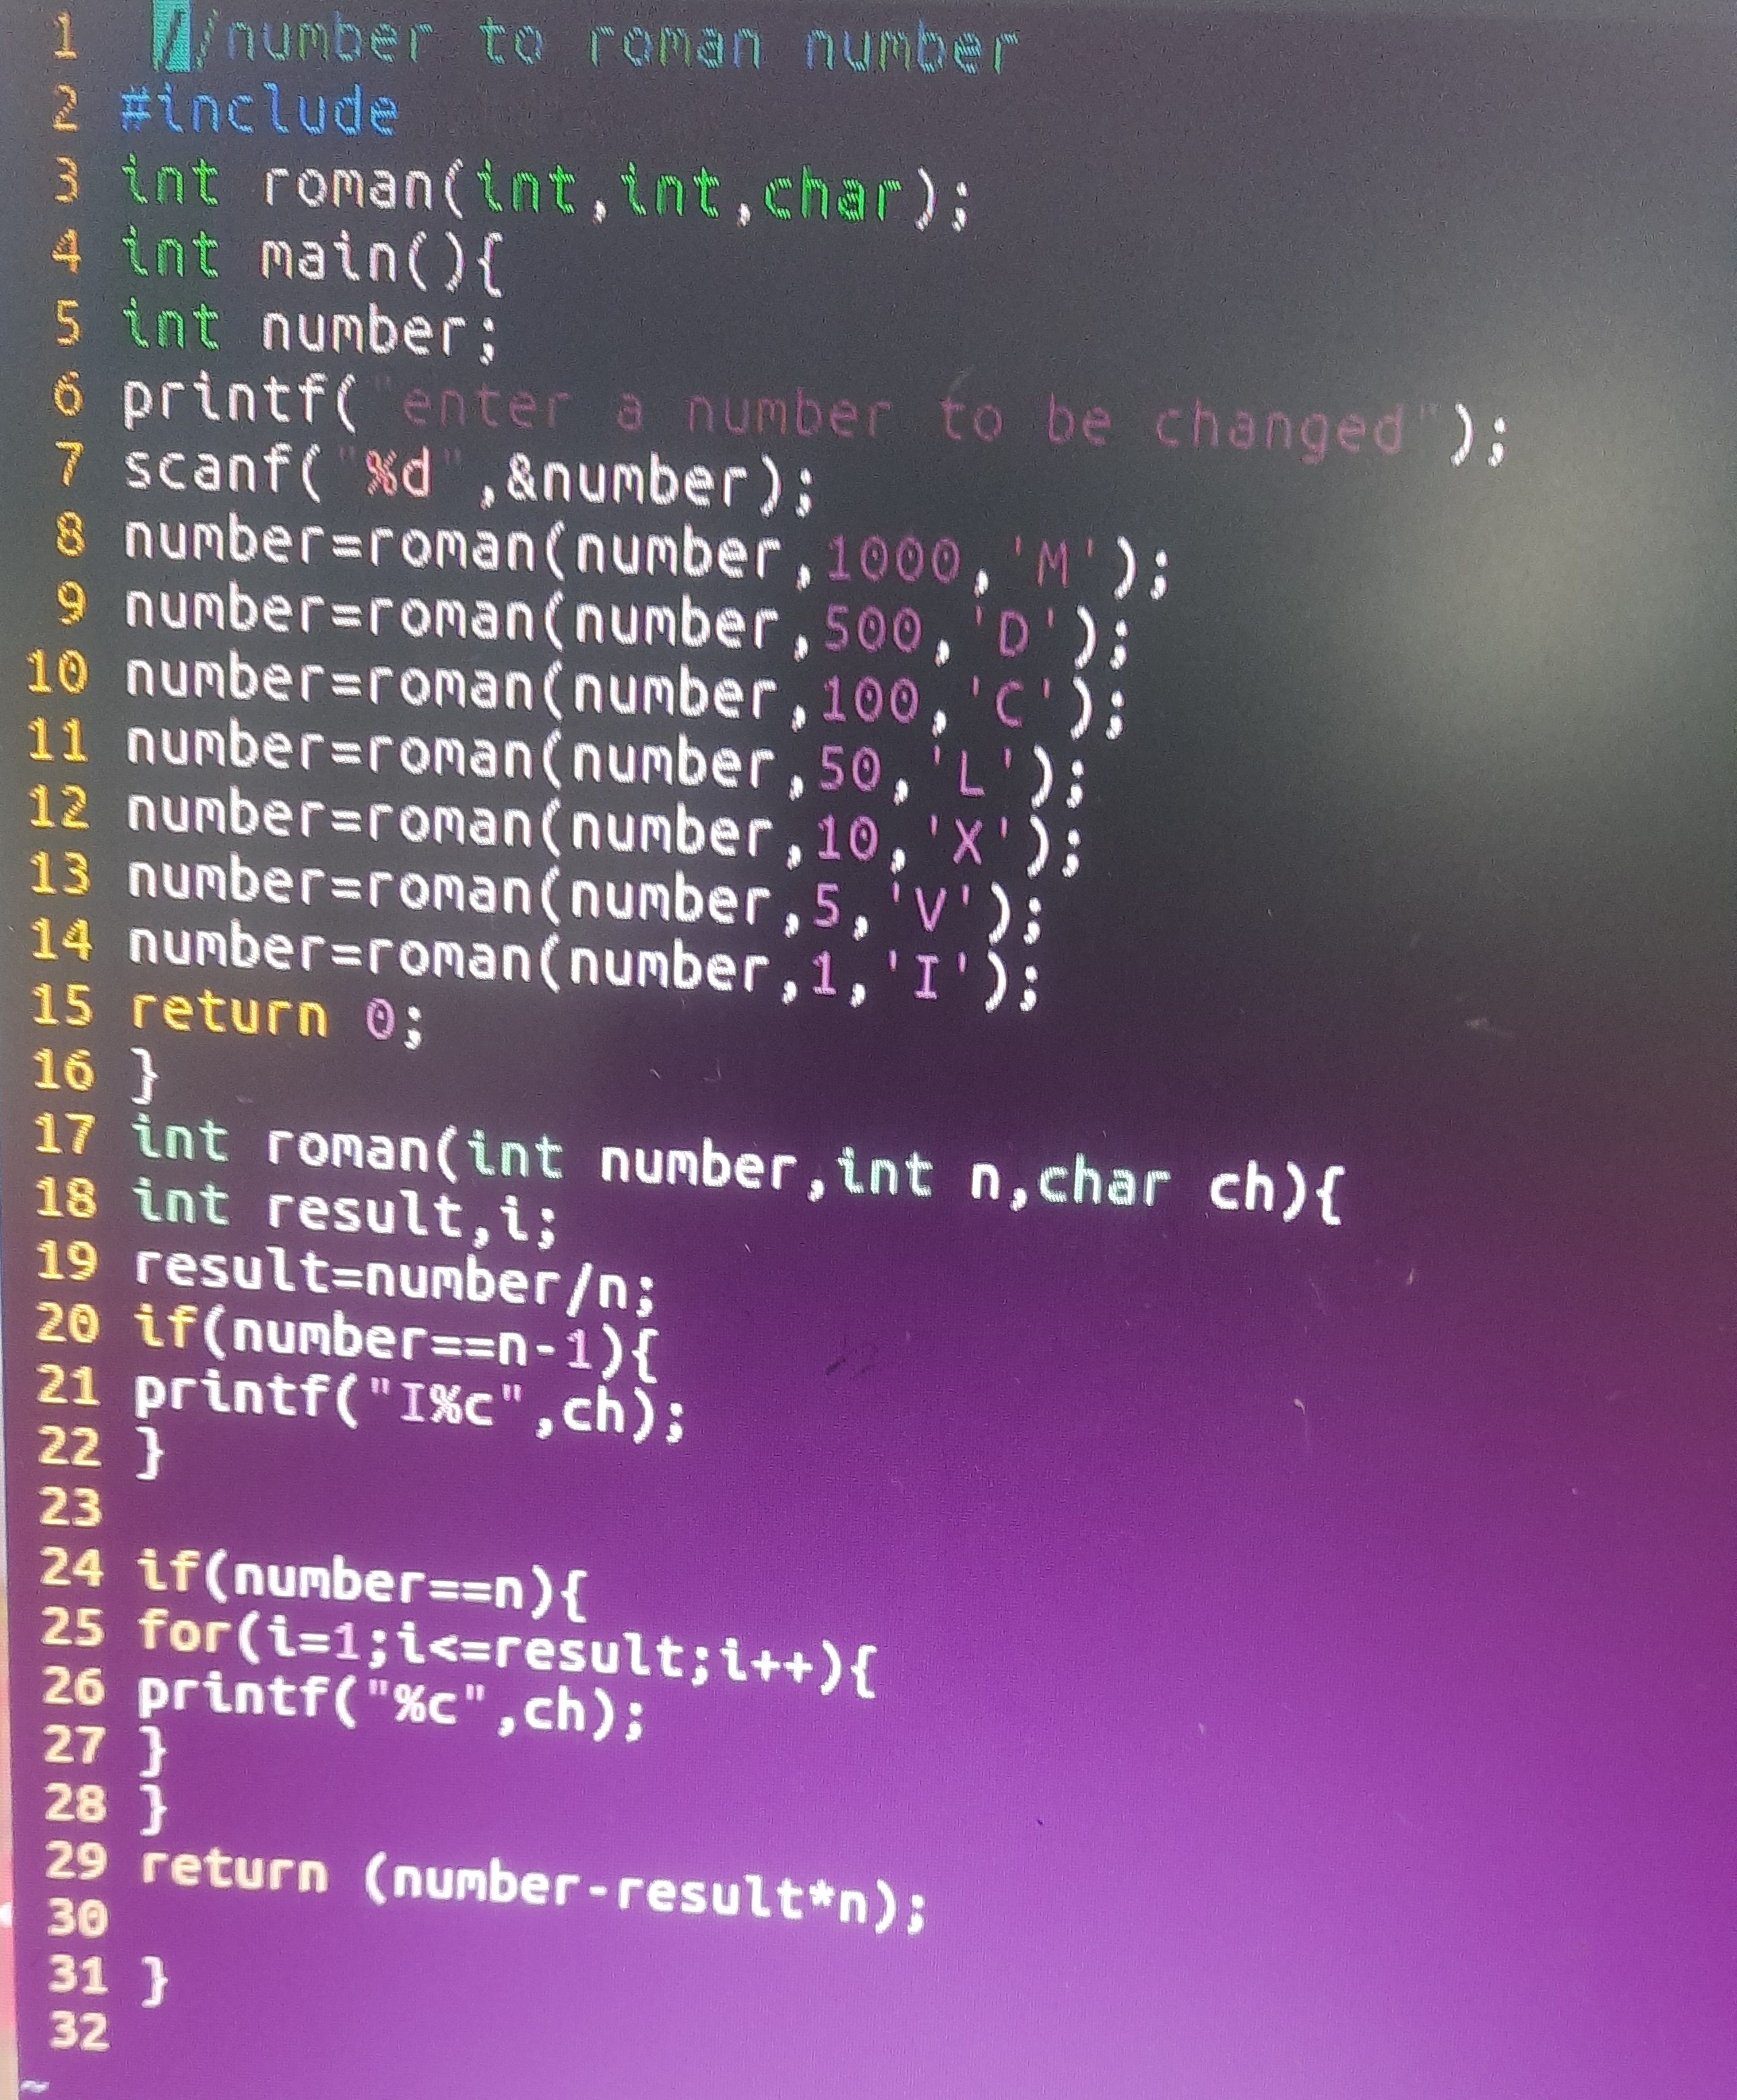 1 //number to roman number
2 #include
3 int roman(int,int,char);
4 int main(){
5 int number;
6 printf("enter a number to be changed");
7 scanf("%d",&number);
8 number=roman(number,1000,'M');
9 number=roman(number,500,'D');
10 number=roman(number,100,'C');
11 number=roman(number,50,'L');
12 number=roman(number,10,'X');
13 number=roman(number,5,'V');
14 number=roman(number,1,'I');
15 return 0;
16 }
17 int roman(int number,int n,char ch){
18 int result,i;
19 result=number/n;
20 if(number==n-1){
21 printf("I%c",ch);
22 }
23
24 if(number==n){
25 for(i=1;i<=result;i++){
26 printf("%c",ch);
27 }
28 }
29 return (number-result*n);
30
31 }
32
~